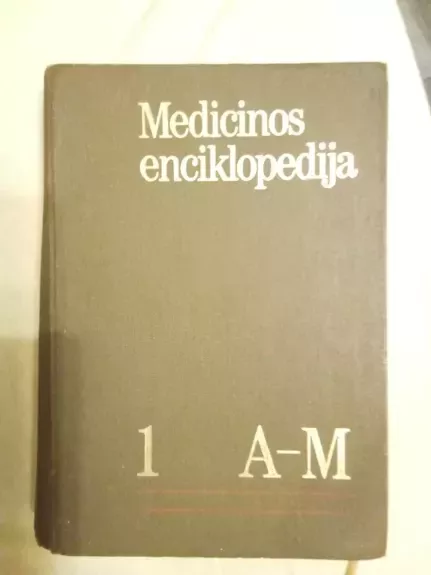 Medicinos
enciklopedija
1 A-M